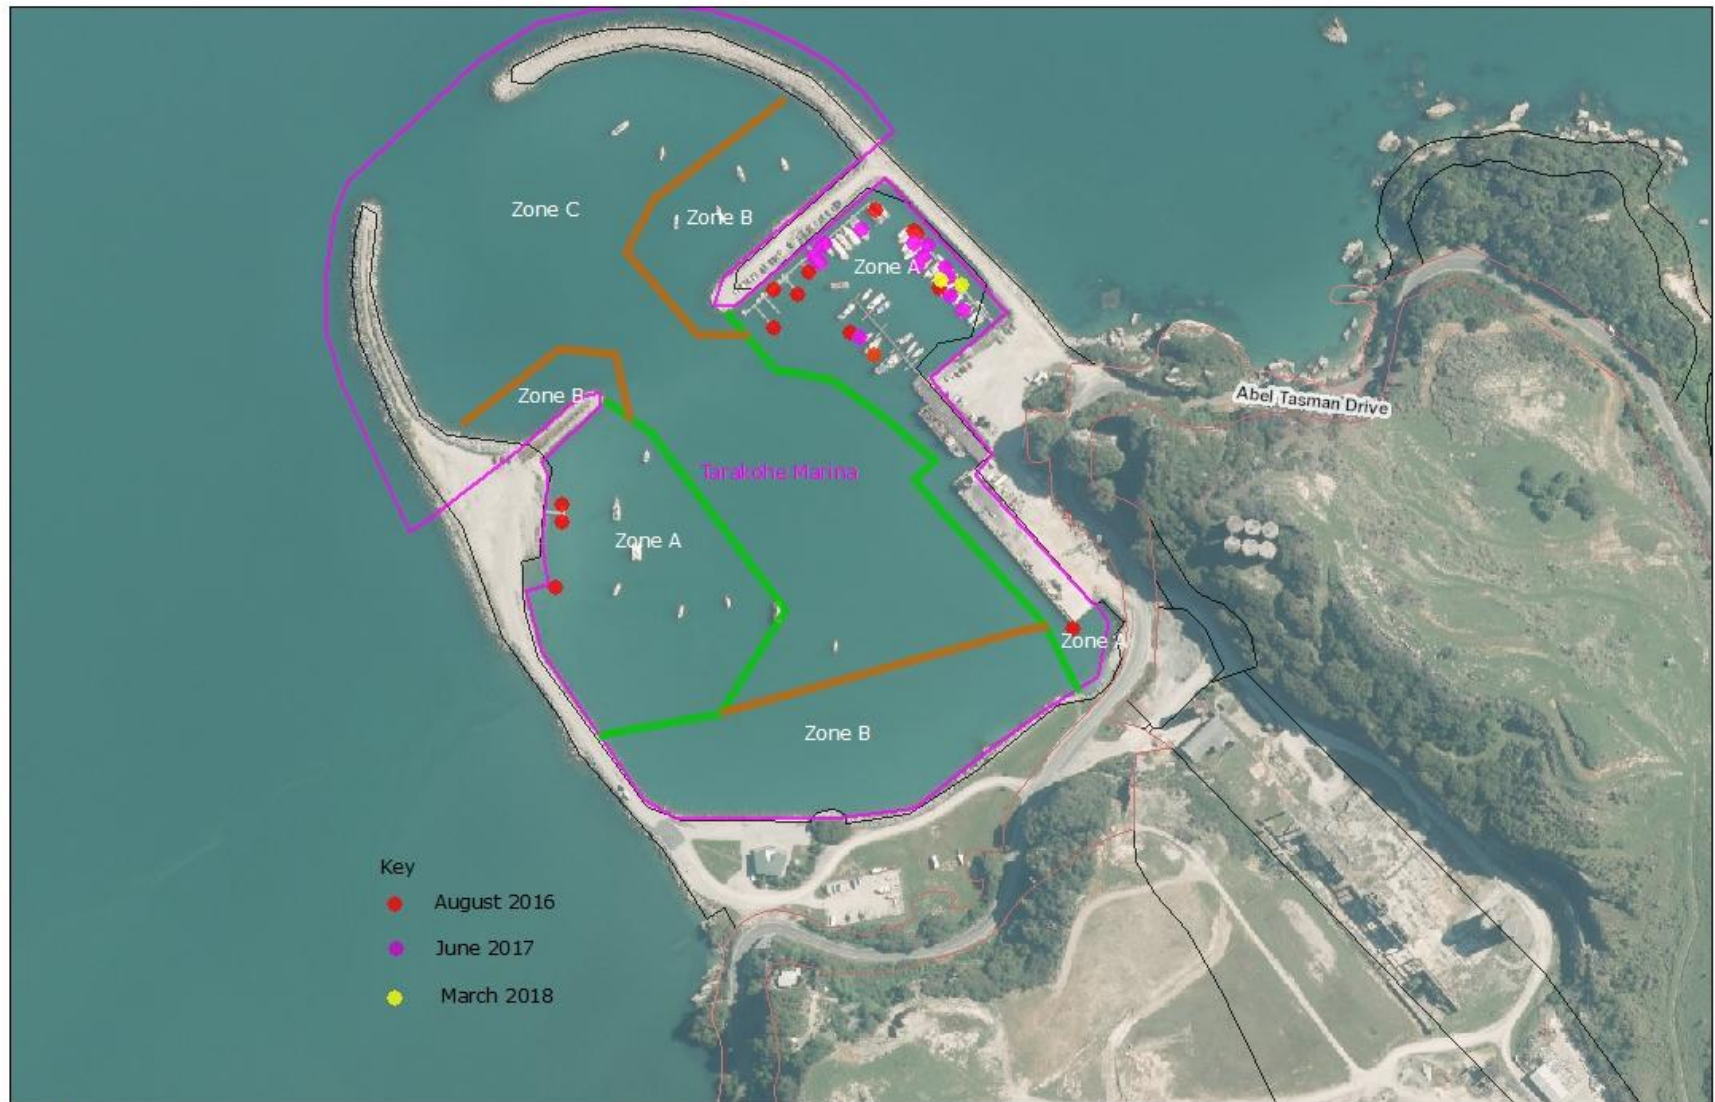 Zone C
Zone B
Zone A
Zone B
Abel Tasman Drive
Tarakohe Marina
Zone A
Zone A
Zone B
Key
August 2016
June 2017
March 2018